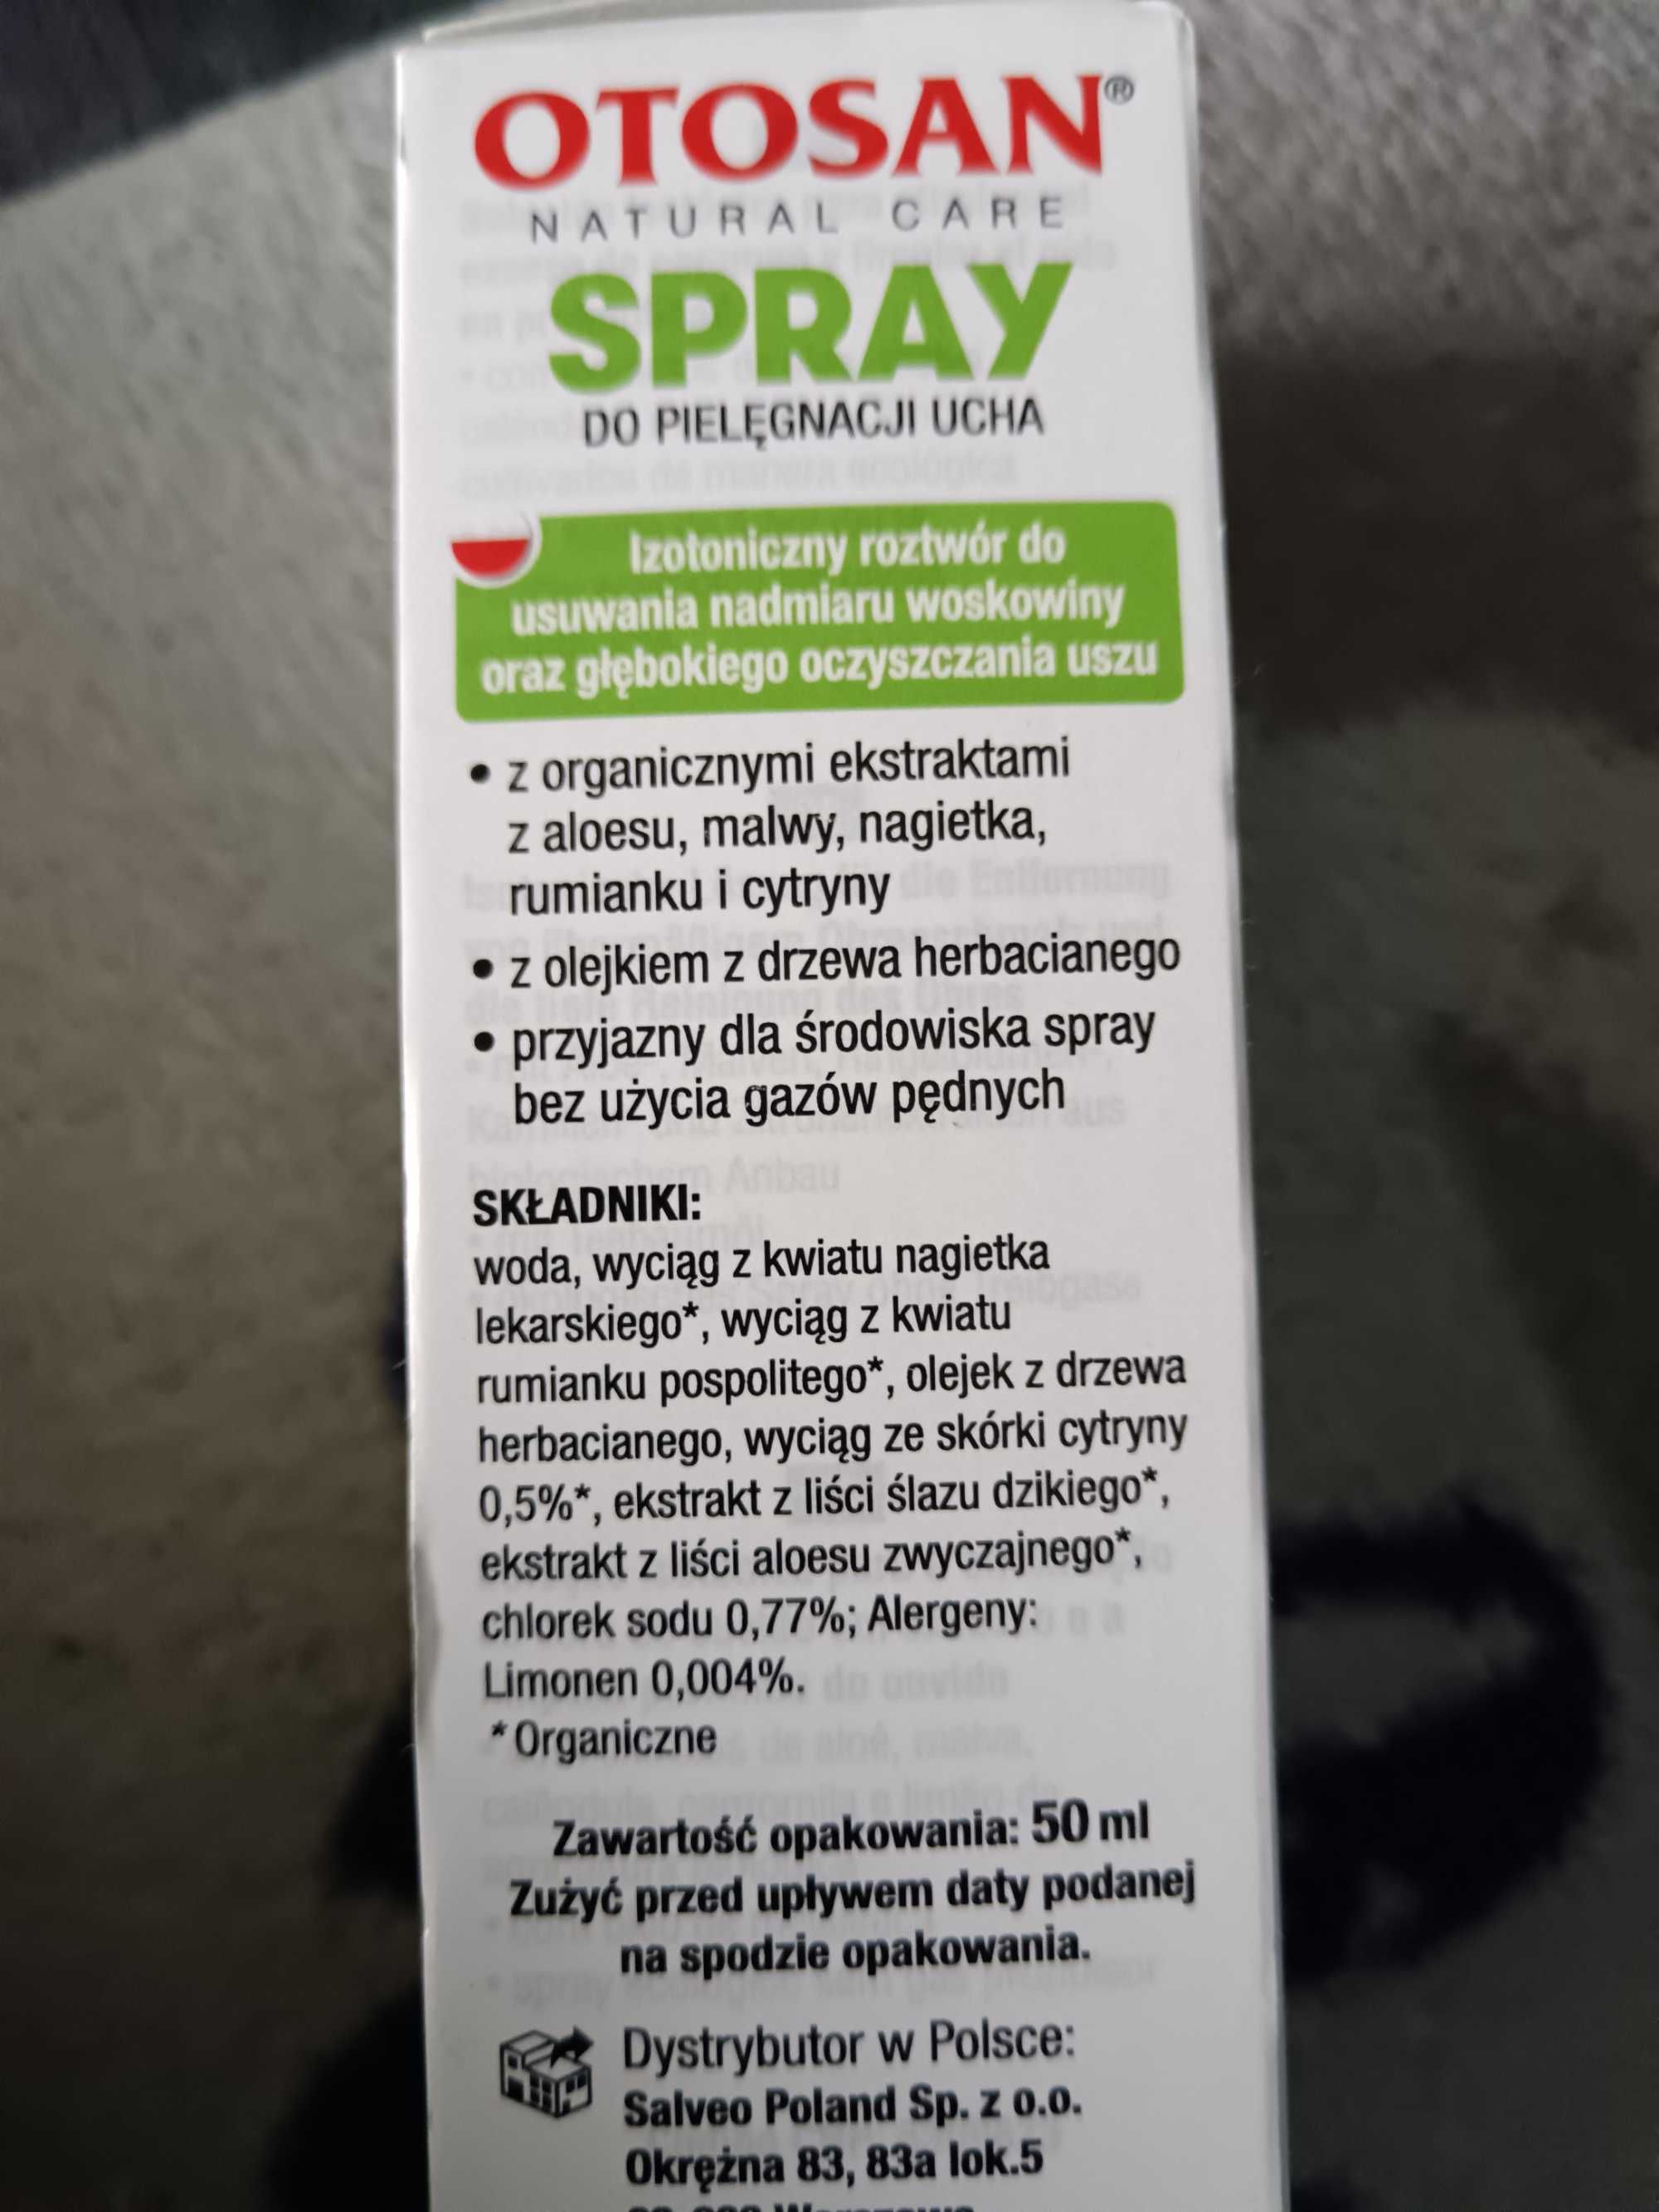 OTOSAN®
NATURAL CARE
SPRAY
DO PIELĘGNACJI UCHA
Izotoniczny roztwór do
usuwania nadmiaru woskowiny
oraz głębokiego oczyszczania uszu
• z organicznymi ekstraktami
z aloesu, malwy, nagietka,
rumianku i cytryny
• z olejkiem z drzewa herbacianego
• przyjazny dla środowiska spray
bez użycia gazów pędnych
SKŁADNIKI:
woda, wyciąg z kwiatu nagietka
lekarskiego*, wyciąg z kwiatu
rumianku pospolitego*, olejek z drzewa
herbacianego, wyciąg ze skórki cytryny
0,5%*, ekstrakt z liści ślazu dzikiego*,
ekstrakt z liści aloesu zwyczajnego*,
chlorek sodu 0,77%; Alergeny:
Limonen 0,004%.
*Organiczne
Zawartość opakowania: 50 ml
Zużyć przed upływem daty podanej
na spodzie opakowania.
Dystrybutor w Polsce:
Salveo Poland Sp. z o.o.
Okrężna 83, 83a lok.5